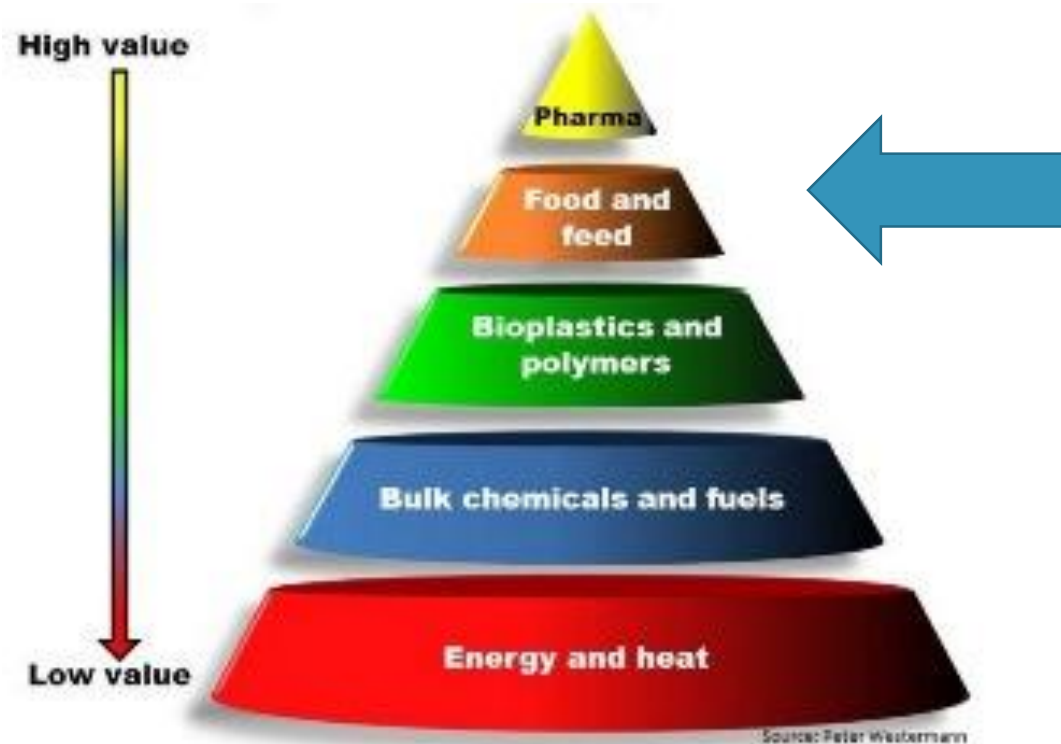 High value
Pharma
Food and
feed
Bioplastics and
polymers
Bulk chemicals and fuels
Energy and heat
Low value
Source: Peter Westermann